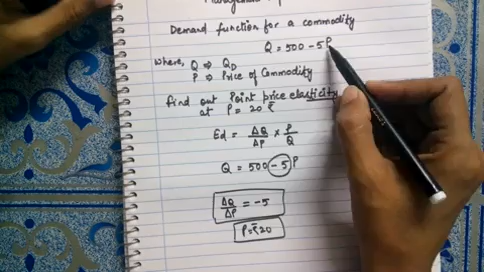 Demand function for a commodity
Q = 500 - 5P
Where, Q ⇒ QD
P ⇒ Price of Commodity
Find out Point price elasticity
at P = 20 ₹
Ed = ΔQ/ΔP × P/Q
Q = 500 - 5P
ΔQ/ΔP = -5
P = ₹20